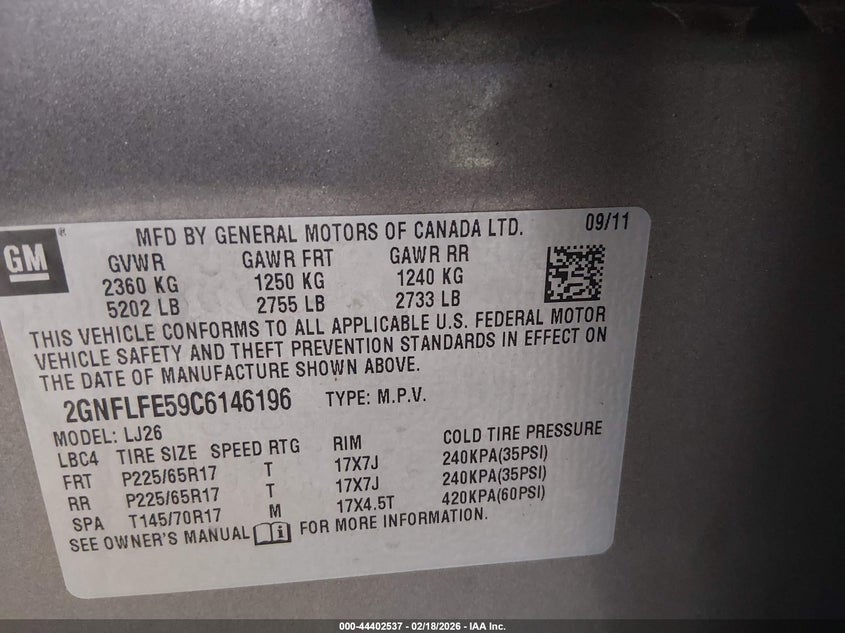 GM
MFD BY GENERAL MOTORS OF CANADA LTD. 09/11
GVWR GAWR FRT GAWR RR
2360 KG 1250 KG 1240 KG
5202 LB 2755 LB 2733 LB
THIS VEHICLE CONFORMS TO ALL APPLICABLE U.S. FEDERAL MOTOR
VEHICLE SAFETY AND THEFT PREVENTION STANDARDS IN EFFECT ON
THE DATE OF MANUFACTURE SHOWN ABOVE.
2GNFLFE59C6146196 TYPE: M.P.V.
MODEL: LJ26
LBC4 TIRE SIZE SPEED RTG RIM COLD TIRE PRESSURE
FRT P225/65R17 T 17X7J 240KPA(35PSI)
RR P225/65R17 T 17X7J 240KPA(35PSI)
SPA T145/70R17 M 17X4.5T 420KPA(60PSI)
SEE OWNER'S MANUAL i FOR MORE INFORMATION.
000-44402537 - 02/18/2026 - IAA Inc.